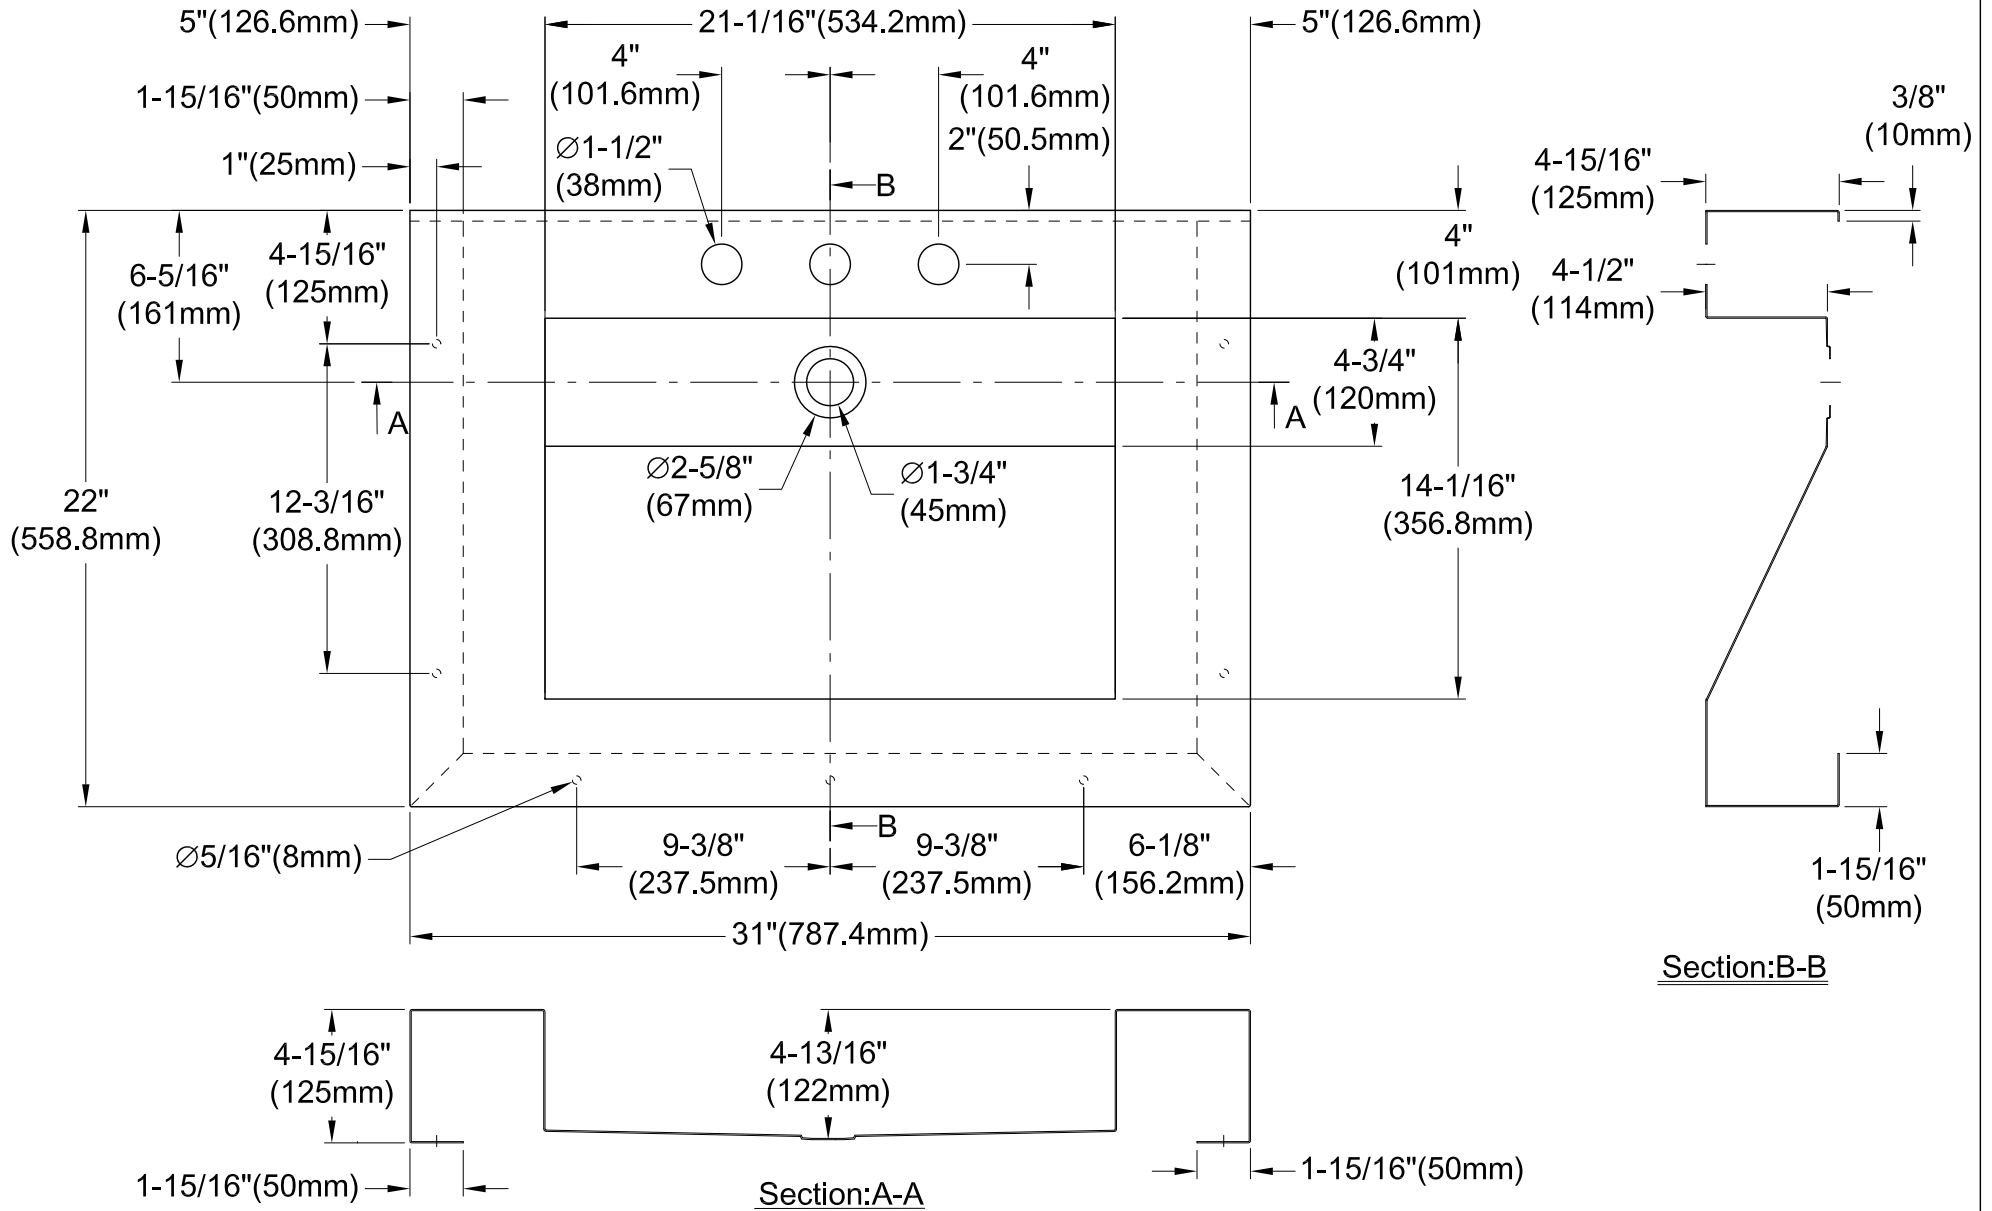 5"(126.6mm)
21-1/16"(534.2mm)
5"(126.6mm)
4"
(101.6mm)
4"
(101.6mm)
1-15/16"(50mm)
2"(50.5mm)
3/8"
(10mm)
1"(25mm)
Ø1-1/2"
(38mm)
B
4-15/16"
(125mm)
6-5/16"
(161mm)
4-15/16"
(125mm)
4"
(101mm)
4-1/2"
(114mm)
4-3/4"
(120mm)
A
A
22"
(558.8mm)
12-3/16"
(308.8mm)
Ø2-5/8"
(67mm)
Ø1-3/4"
(45mm)
14-1/16"
(356.8mm)
Ø5/16"(8mm)
B
9-3/8"
(237.5mm)
9-3/8"
(237.5mm)
6-1/8"
(156.2mm)
1-15/16"
(50mm)
31"(787.4mm)
Section:B-B
4-15/16"
(125mm)
4-13/16"
(122mm)
1-15/16"(50mm)
1-15/16"(50mm)
Section:A-A